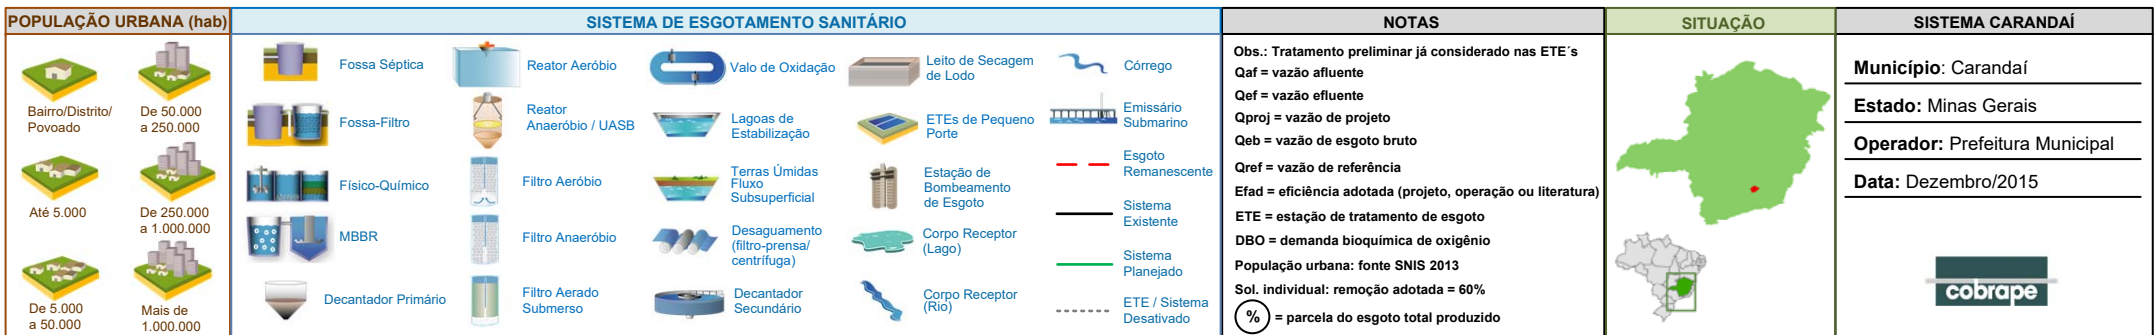 POPULAÇÃO URBANA (hab)
Bairro/Distrito/
Povoado
De 50.000
a 250.000
Até 5.000
De 250.000
a 1.000.000
De 5.000
a 50.000
Mais de
1.000.000
SISTEMA DE ESGOTAMENTO SANITÁRIO
Fossa Séptica
Fossa-Filtro
Físico-Químico
MBBR
Decantador Primário
Reator Aeróbio
Reator
Anaeróbio / UASB
Filtro Aeróbio
Filtro Anaeróbio
Filtro Aerado
Submerso
Valo de Oxidação
Lagoas de
Estabilização
Terras Úmidas
Fluxo
Subsuperficial
Desaguamento
(filtro-prensa/
centrífuga)
Decantador
Secundário
Leito de Secagem
de Lodo
ETEs de Pequeno
Porte
Estação de
Bombeamento
de Esgoto
Corpo Receptor
(Lago)
Corpo Receptor
(Rio)
Córrego
Emissário
Submarino
Esgoto
Remanescente
Sistema
Existente
Sistema
Planejado
ETE / Sistema
Desativado
NOTAS
Obs.: Tratamento preliminar já considerado nas ETE´s
Qaf = vazão afluente
Qef = vazão efluente
Qproj = vazão de projeto
Qeb = vazão de esgoto bruto
Qref = vazão de referência
Efad = eficiência adotada (projeto, operação ou literatura)
ETE = estação de tratamento de esgoto
DBO = demanda bioquímica de oxigênio
População urbana: fonte SNIS 2013
Sol. individual: remoção adotada = 60%
% = parcela do esgoto total produzido
SITUAÇÃO
SISTEMA CARANDAÍ
Município: Carandaí
Estado: Minas Gerais
Operador: Prefeitura Municipal
Data: Dezembro/2015
cobrape